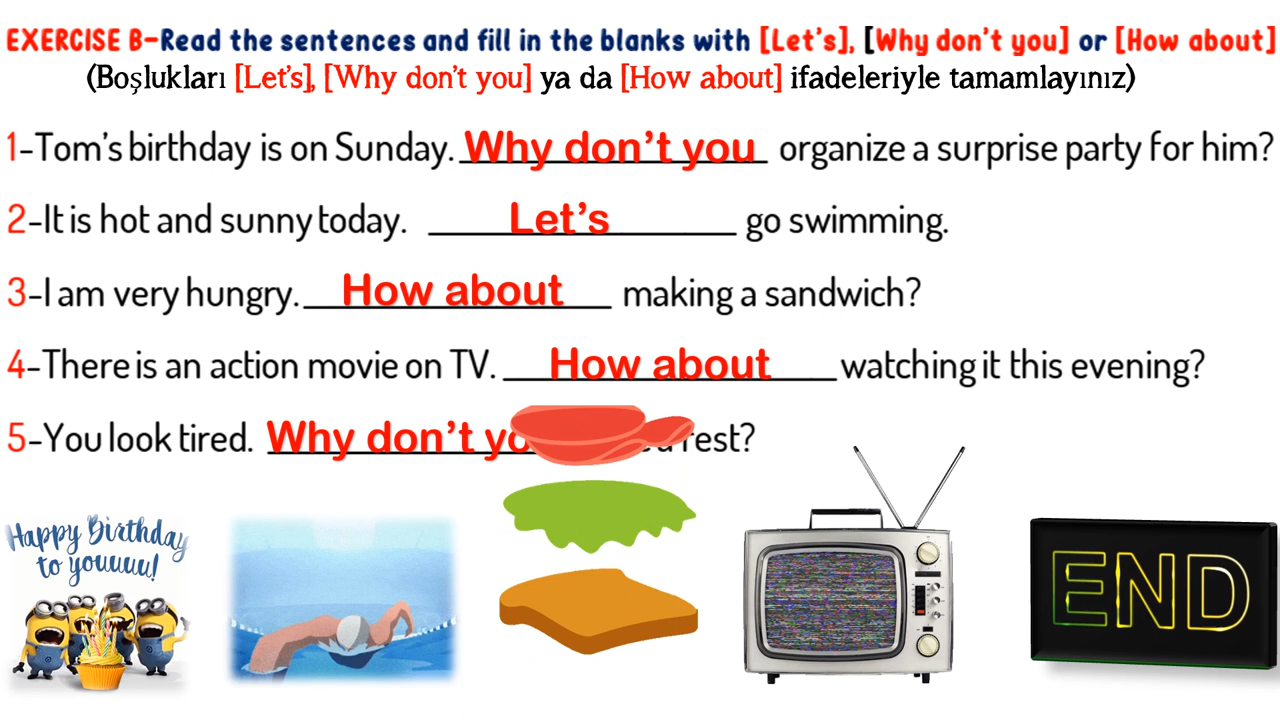 EXERCISE B-Read the sentences and fill in the blanks with [Let's], [Why don't you] or [How about]
(Boşlukları [Let's], [Why don't you] ya da [How about] ifadeleriyle tamamlayınız)
1-Tom's birthday is on Sunday. Why don't you organize a surprise party for him?
2-It is hot and sunny today. Let's go swimming.
3-I am very hungry. How about making a sandwich?
4-There is an action movie on TV. How about watching it this evening?
5-You look tired. Why don't rest?
Happy Birthday
to youuuu!
END